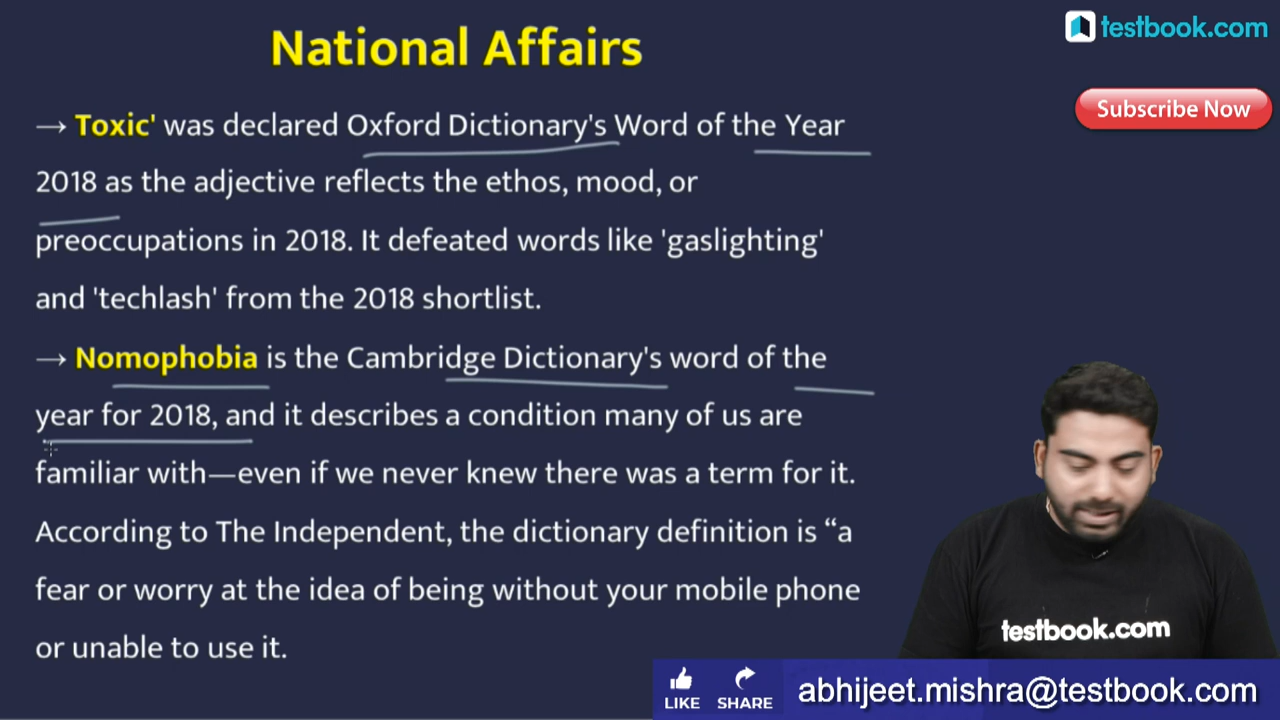 National Affairs
testbook.com
Subscribe Now
→ Toxic' was declared Oxford Dictionary's Word of the Year
2018 as the adjective reflects the ethos, mood, or
preoccupations in 2018. It defeated words like 'gaslighting'
and 'techlash' from the 2018 shortlist.
→ Nomophobia is the Cambridge Dictionary's word of the
year for 2018, and it describes a condition many of us are
familiar with—even if we never knew there was a term for it.
According to The Independent, the dictionary definition is “a
fear or worry at the idea of being without your mobile phone
or unable to use it.
testbook.com
LIKE SHARE abhijeet.mishra@testbook.com